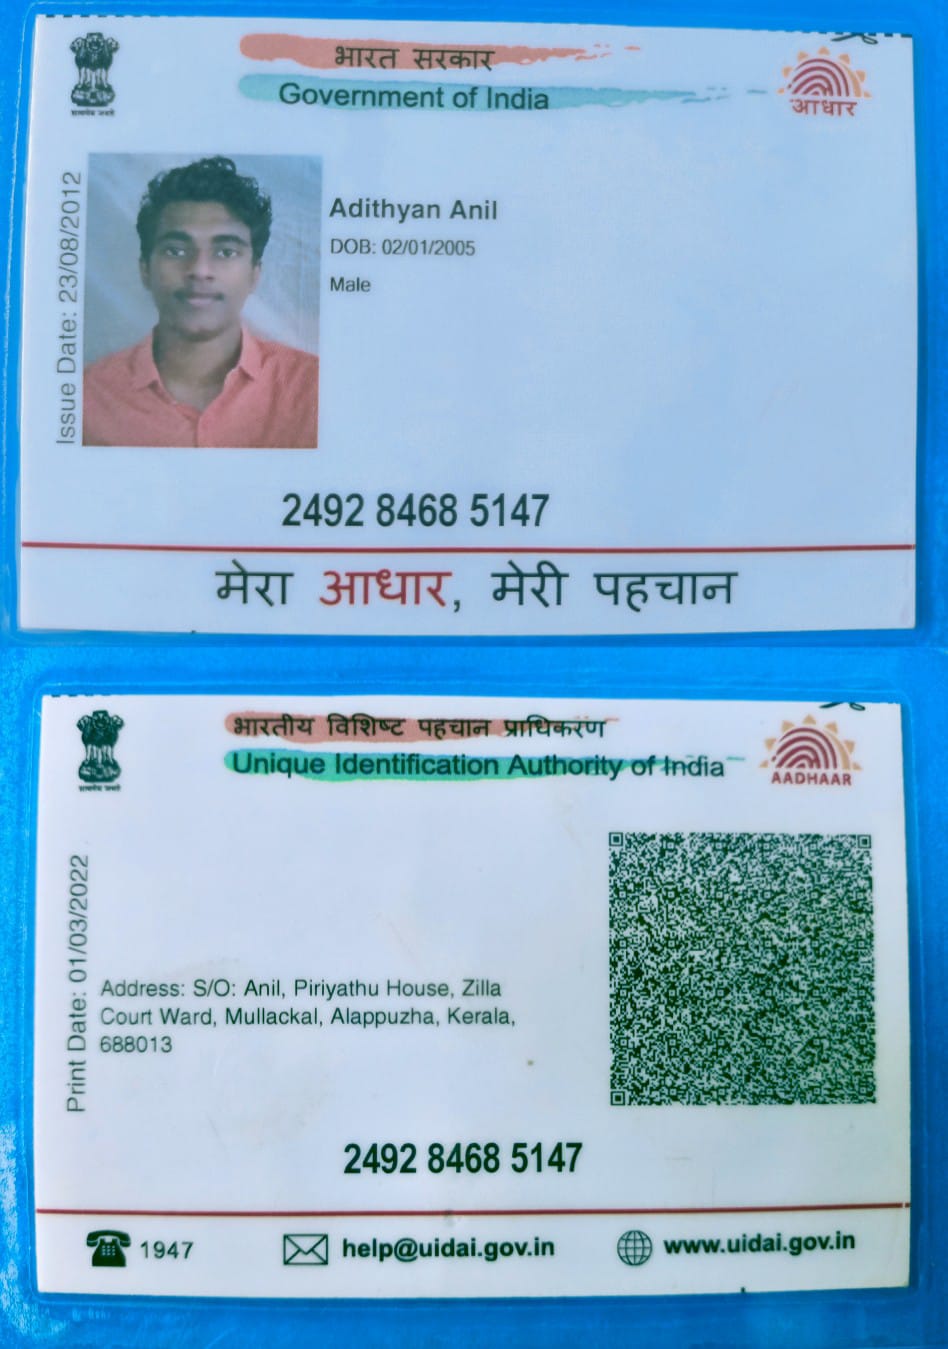 भारत सरकार
Government of India
आधार
सत्यमेव जयते
Issue Date: 23/08/2012
Adithyan Anil
DOB: 02/01/2005
Male
2492 8468 5147
मेरा आधार, मेरी पहचान
भारतीय विशिष्ट पहचान प्राधिकरण
Unique Identification Authority of India
AADHAAR
सत्यमेव जयते
Print Date: 01/03/2022
Address: S/O: Anil, Piriyathu House, Zilla
Court Ward, Mullackal, Alappuzha, Kerala,
688013
2492 8468 5147
1947
help@uidai.gov.in
www.uidai.gov.in